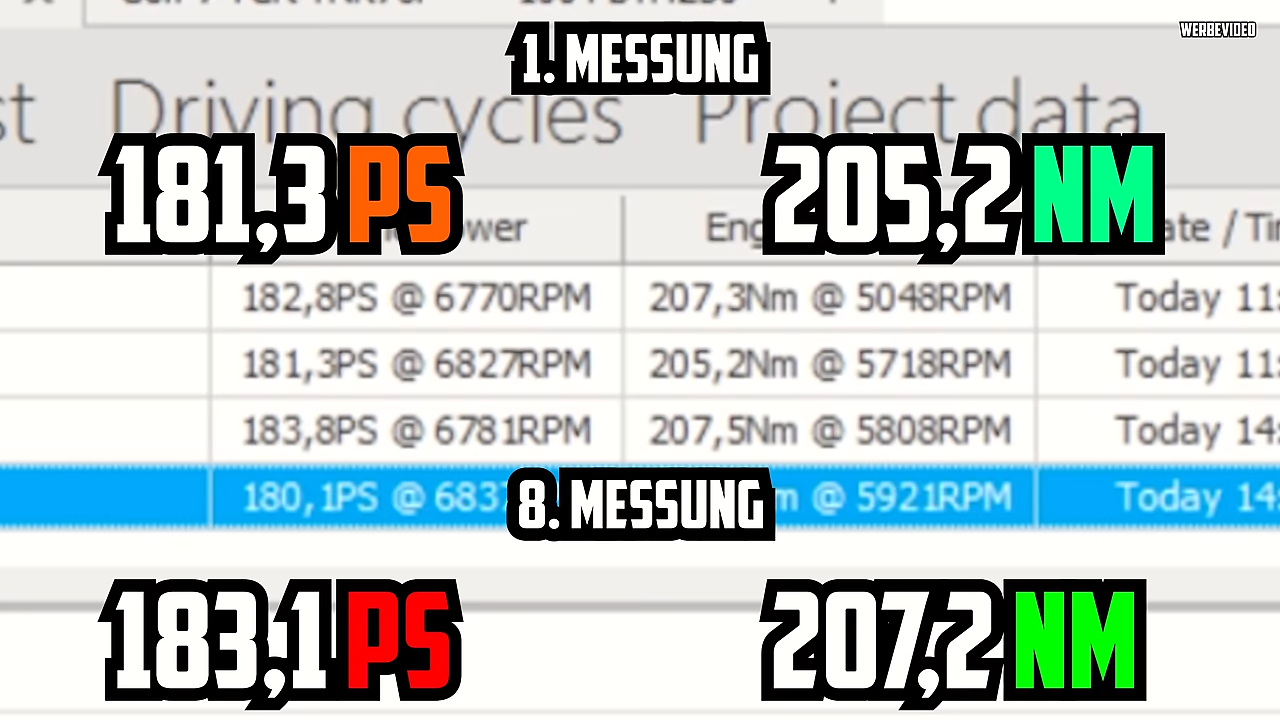 WERBEVIDEO
1. MESSUNG
Driving cycles Project data
181,3 PS 205,2 NM
182,8PS @ 6770RPM 207,3Nm @ 5048RPM Today
181,3PS @ 6827RPM 205,2Nm @ 5718RPM Today
183,8PS @ 6781RPM 207,5Nm @ 5808RPM Today
180,1PS @ 5921RPM Today
8. MESSUNG
183,1 PS 207,2 NM